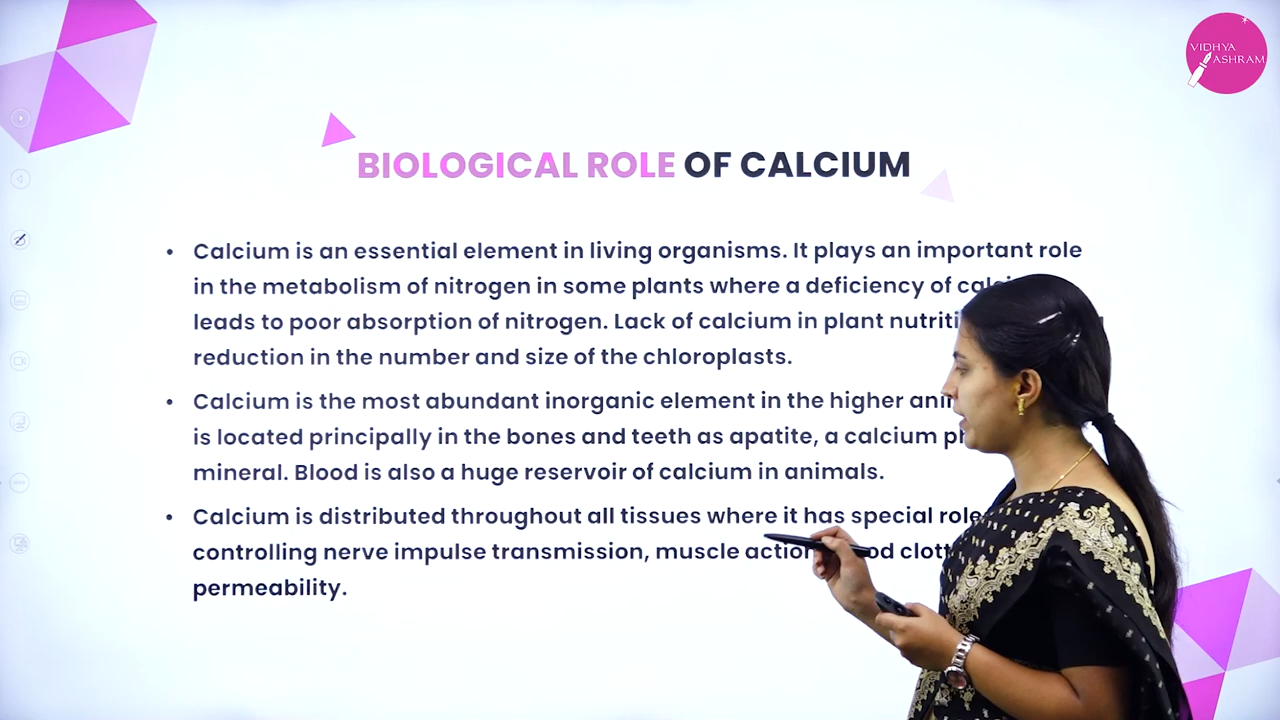 VIDHYA
ASHRAM
BIOLOGICAL ROLE OF CALCIUM
• Calcium is an essential element in living organisms. It plays an important role
in the metabolism of nitrogen in some plants where a deficiency of
leads to poor absorption of nitrogen. Lack of calcium in plant
reduction in the number and size of the chloroplasts.
• Calcium is the most abundant inorganic element in the higher
is located principally in the bones and teeth as apatite, a calcium
mineral. Blood is also a huge reservoir of calcium in animals.
• Calcium is distributed throughout all tissues where it has special
controlling nerve impulse transmission, muscle
permeability.